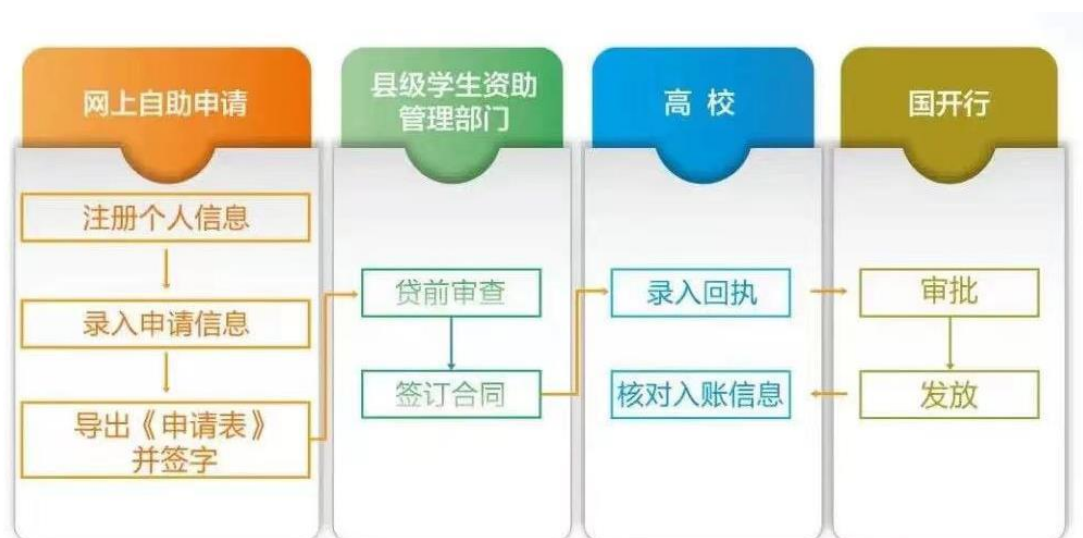 网上自助申请
注册个人信息
录入申请信息
导出《申请表》
并签字
县级学生资助
管理部门
贷前审查
签订合同
高校
录入回执
核对入账信息
国开行
审批
发放